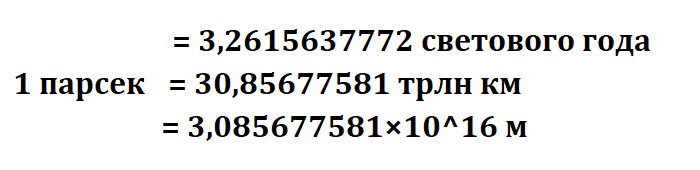 = 3,2615637772 светового года
1 парсек = 30,85677581 трлн км
= 3,085677581×10^16 м